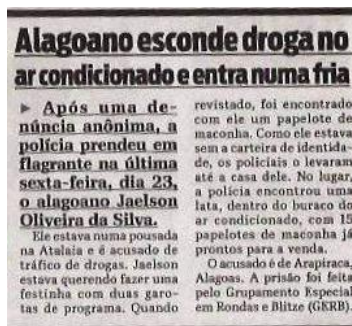 Alagoano esconde droga no
ar condicionado e entra numa fria
► Após uma de-
núncia anônima, a
polícia prendeu em
flagrante na última
sexta-feira, dia 23,
o alagoano Jaelson
Oliveira da Silva.
Ele estava numa pousada
na Atalaia e é acusado de
tráfico de drogas. Jaelson
estava querendo fazer uma
festinha com duas garo-
tas de programa. Quando
revistado, foi encontrado
com ele um papelote de
maconha. Como ele estava
sem a carteira de identida-
de, os policiais o levaram
até a casa dele. No lugar,
a polícia encontrou uma
lata, dentro do buraco do
ar condicionado, com 15
papelotes de maconha já
prontos para a venda.
O acusado é de Arapiraca,
Alagoas. A prisão foi feita
pelo Grupamento Especial
em Rondas e Blitze (GERB).